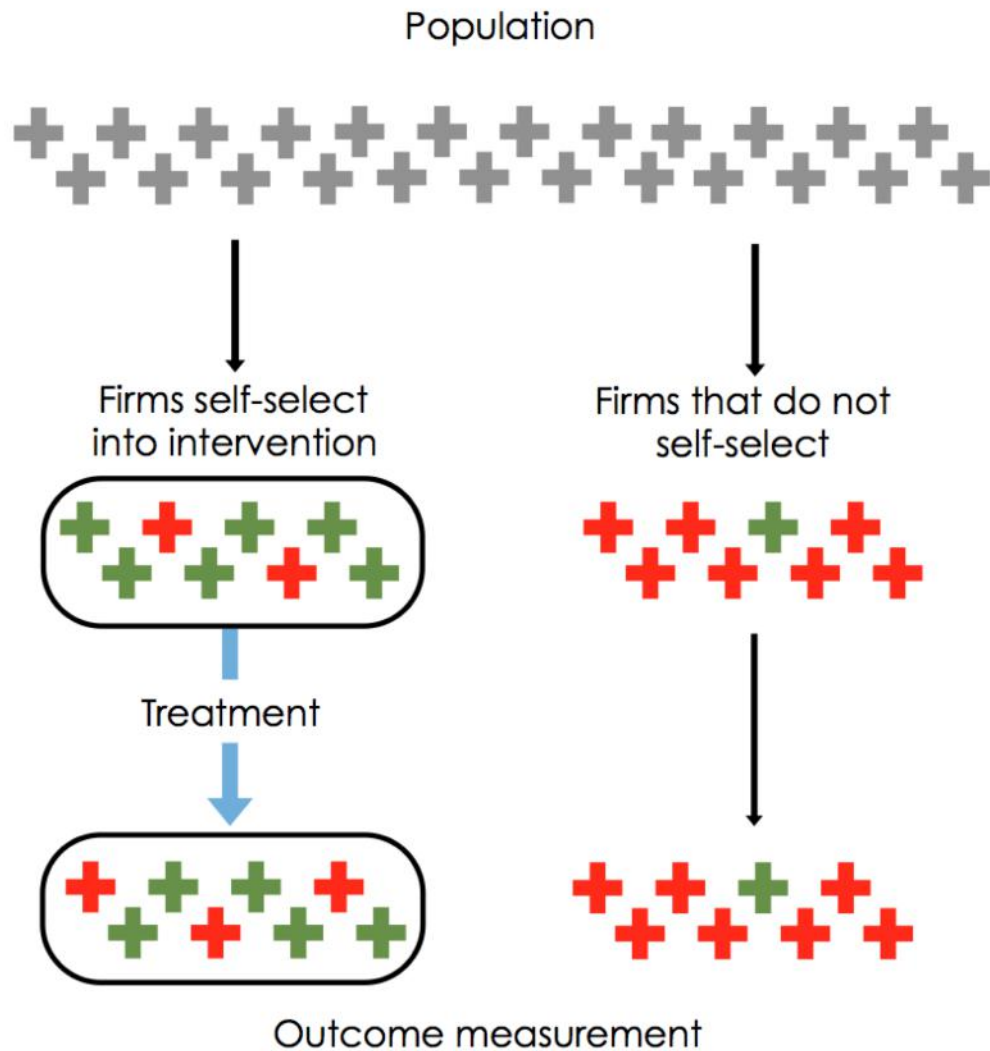 Population
Firms self-select
into intervention
Firms that do not
self-select
Treatment
Outcome measurement